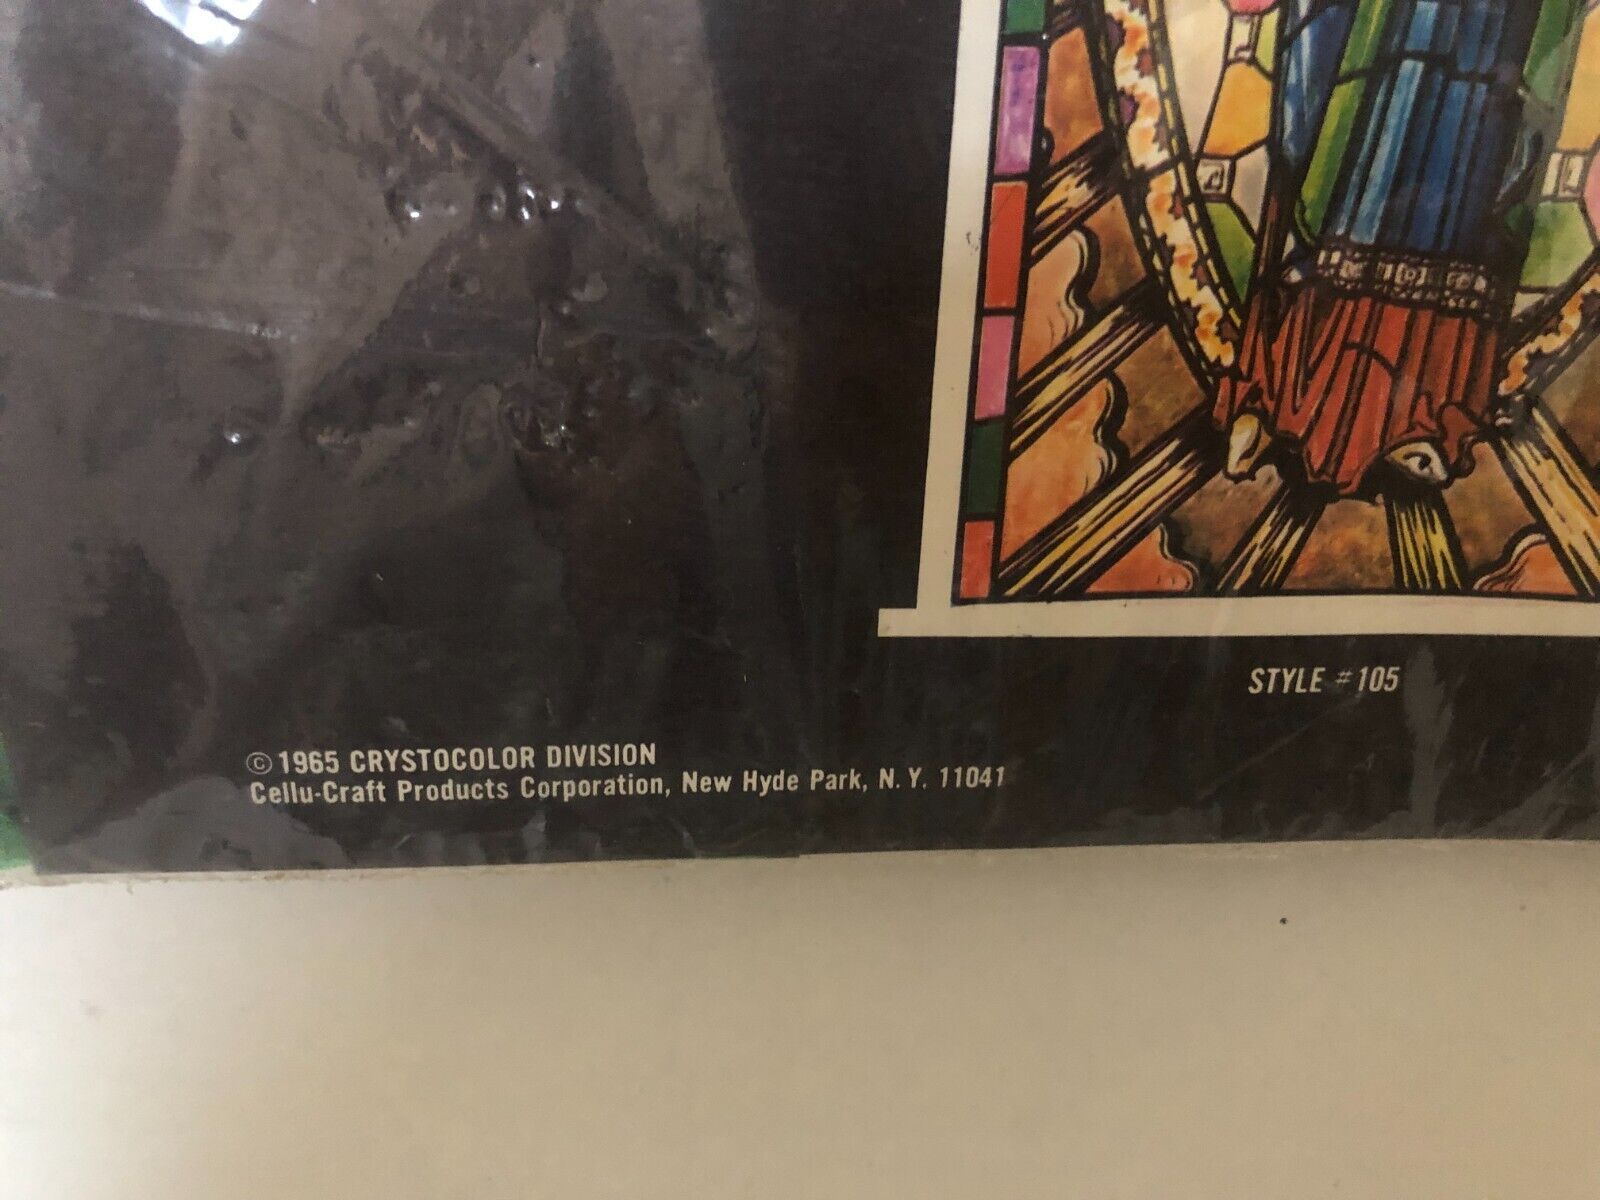 STYLE #105
© 1965 CRYSTOCOLOR DIVISION
Cellu-Craft Products Corporation, New Hyde Park, N. Y. 11041